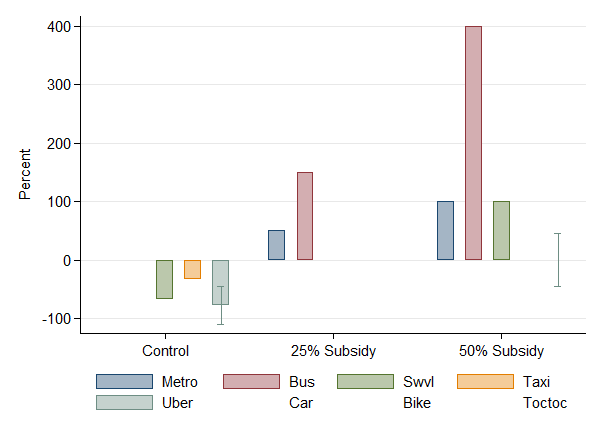 400
300
200
100
0
-100
Percent
Control 25% Subsidy 50% Subsidy
Metro Bus Swvl Taxi
Uber Car Bike Toctoc